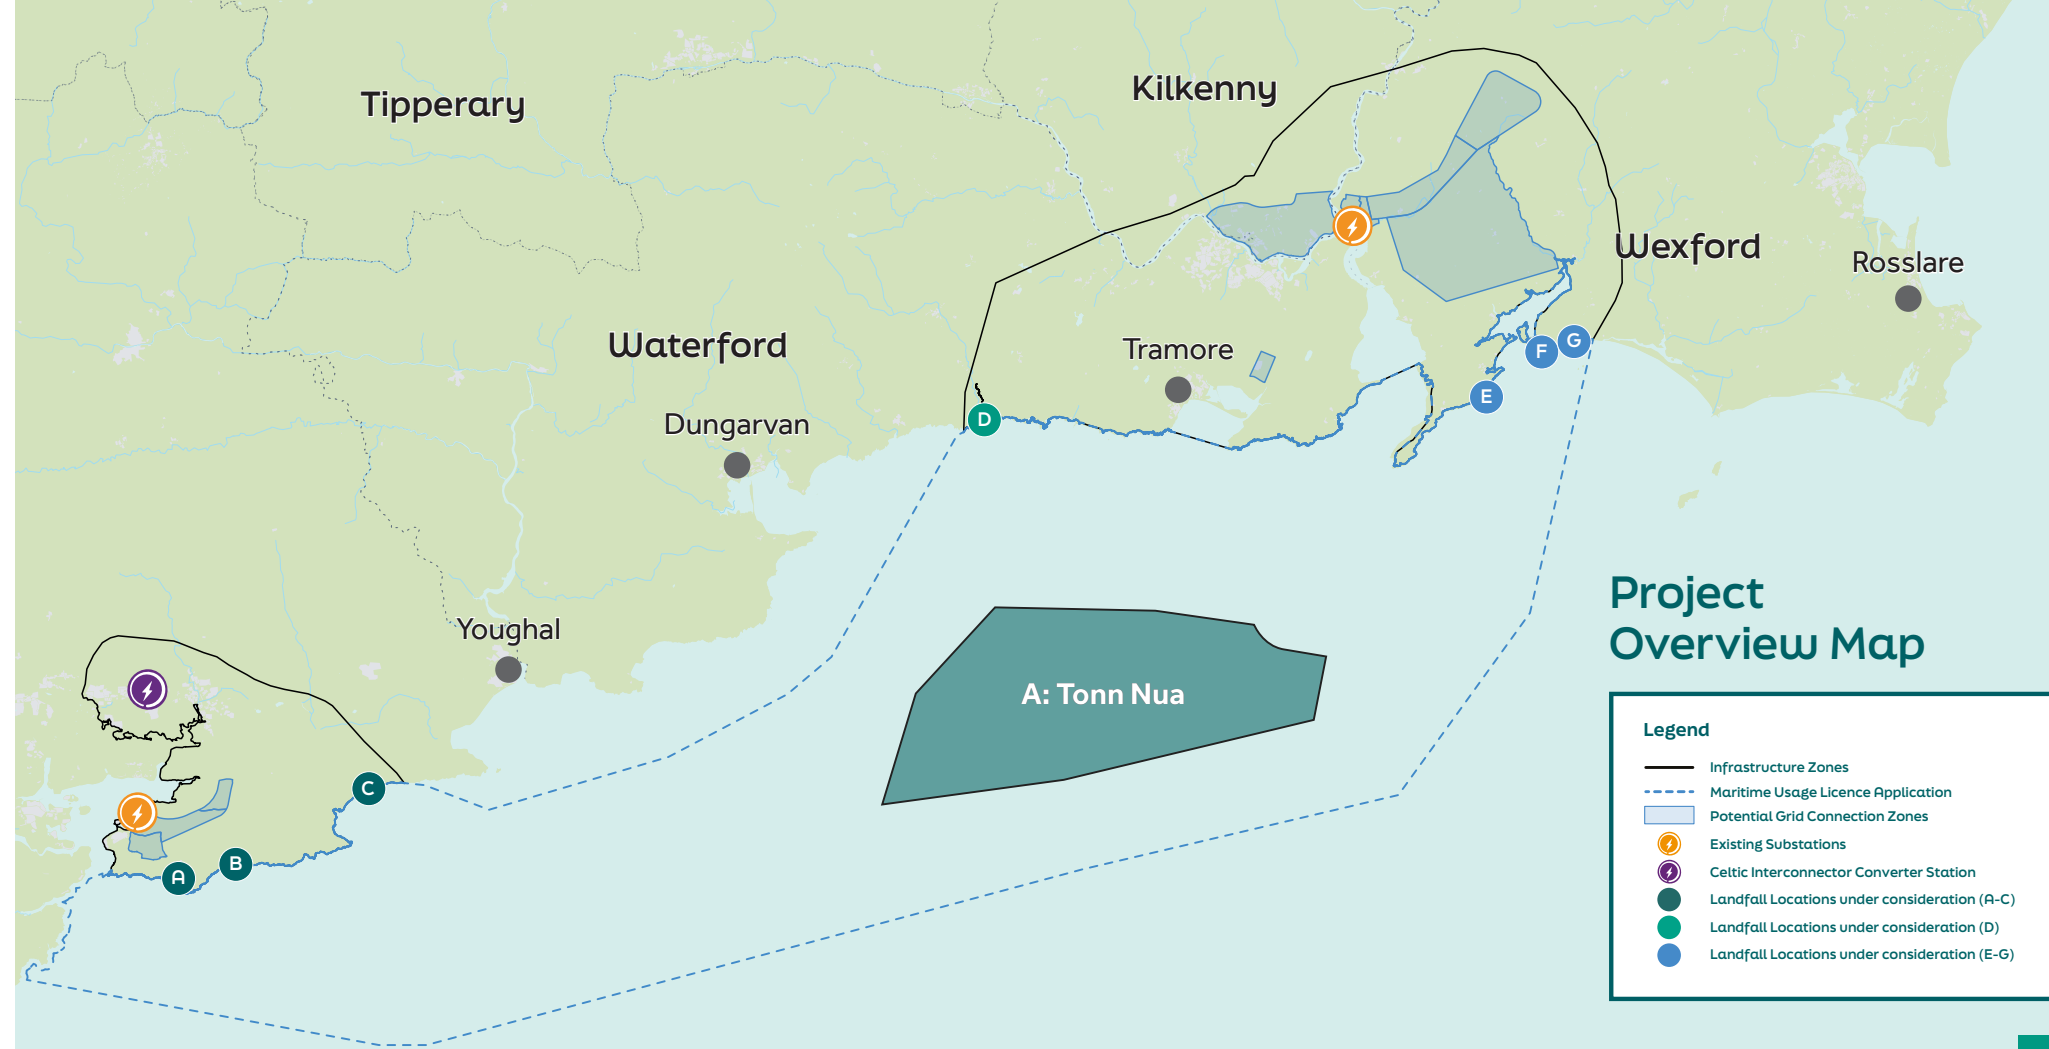 Kilkenny
Tipperary
Wexford
Rosslare
Waterford
Tramore
F
G
E
D
Dungarvan
Youghal
A: Tonn Nua
C
B
A
Project
Overview Map
Legend
Infrastructure Zones
Maritime Usage Licence Application
Potential Grid Connection Zones
Existing Substations
Celtic Interconnector Converter Station
Landfall Locations under consideration (A-C)
Landfall Locations under consideration (D)
Landfall Locations under consideration (E-G)